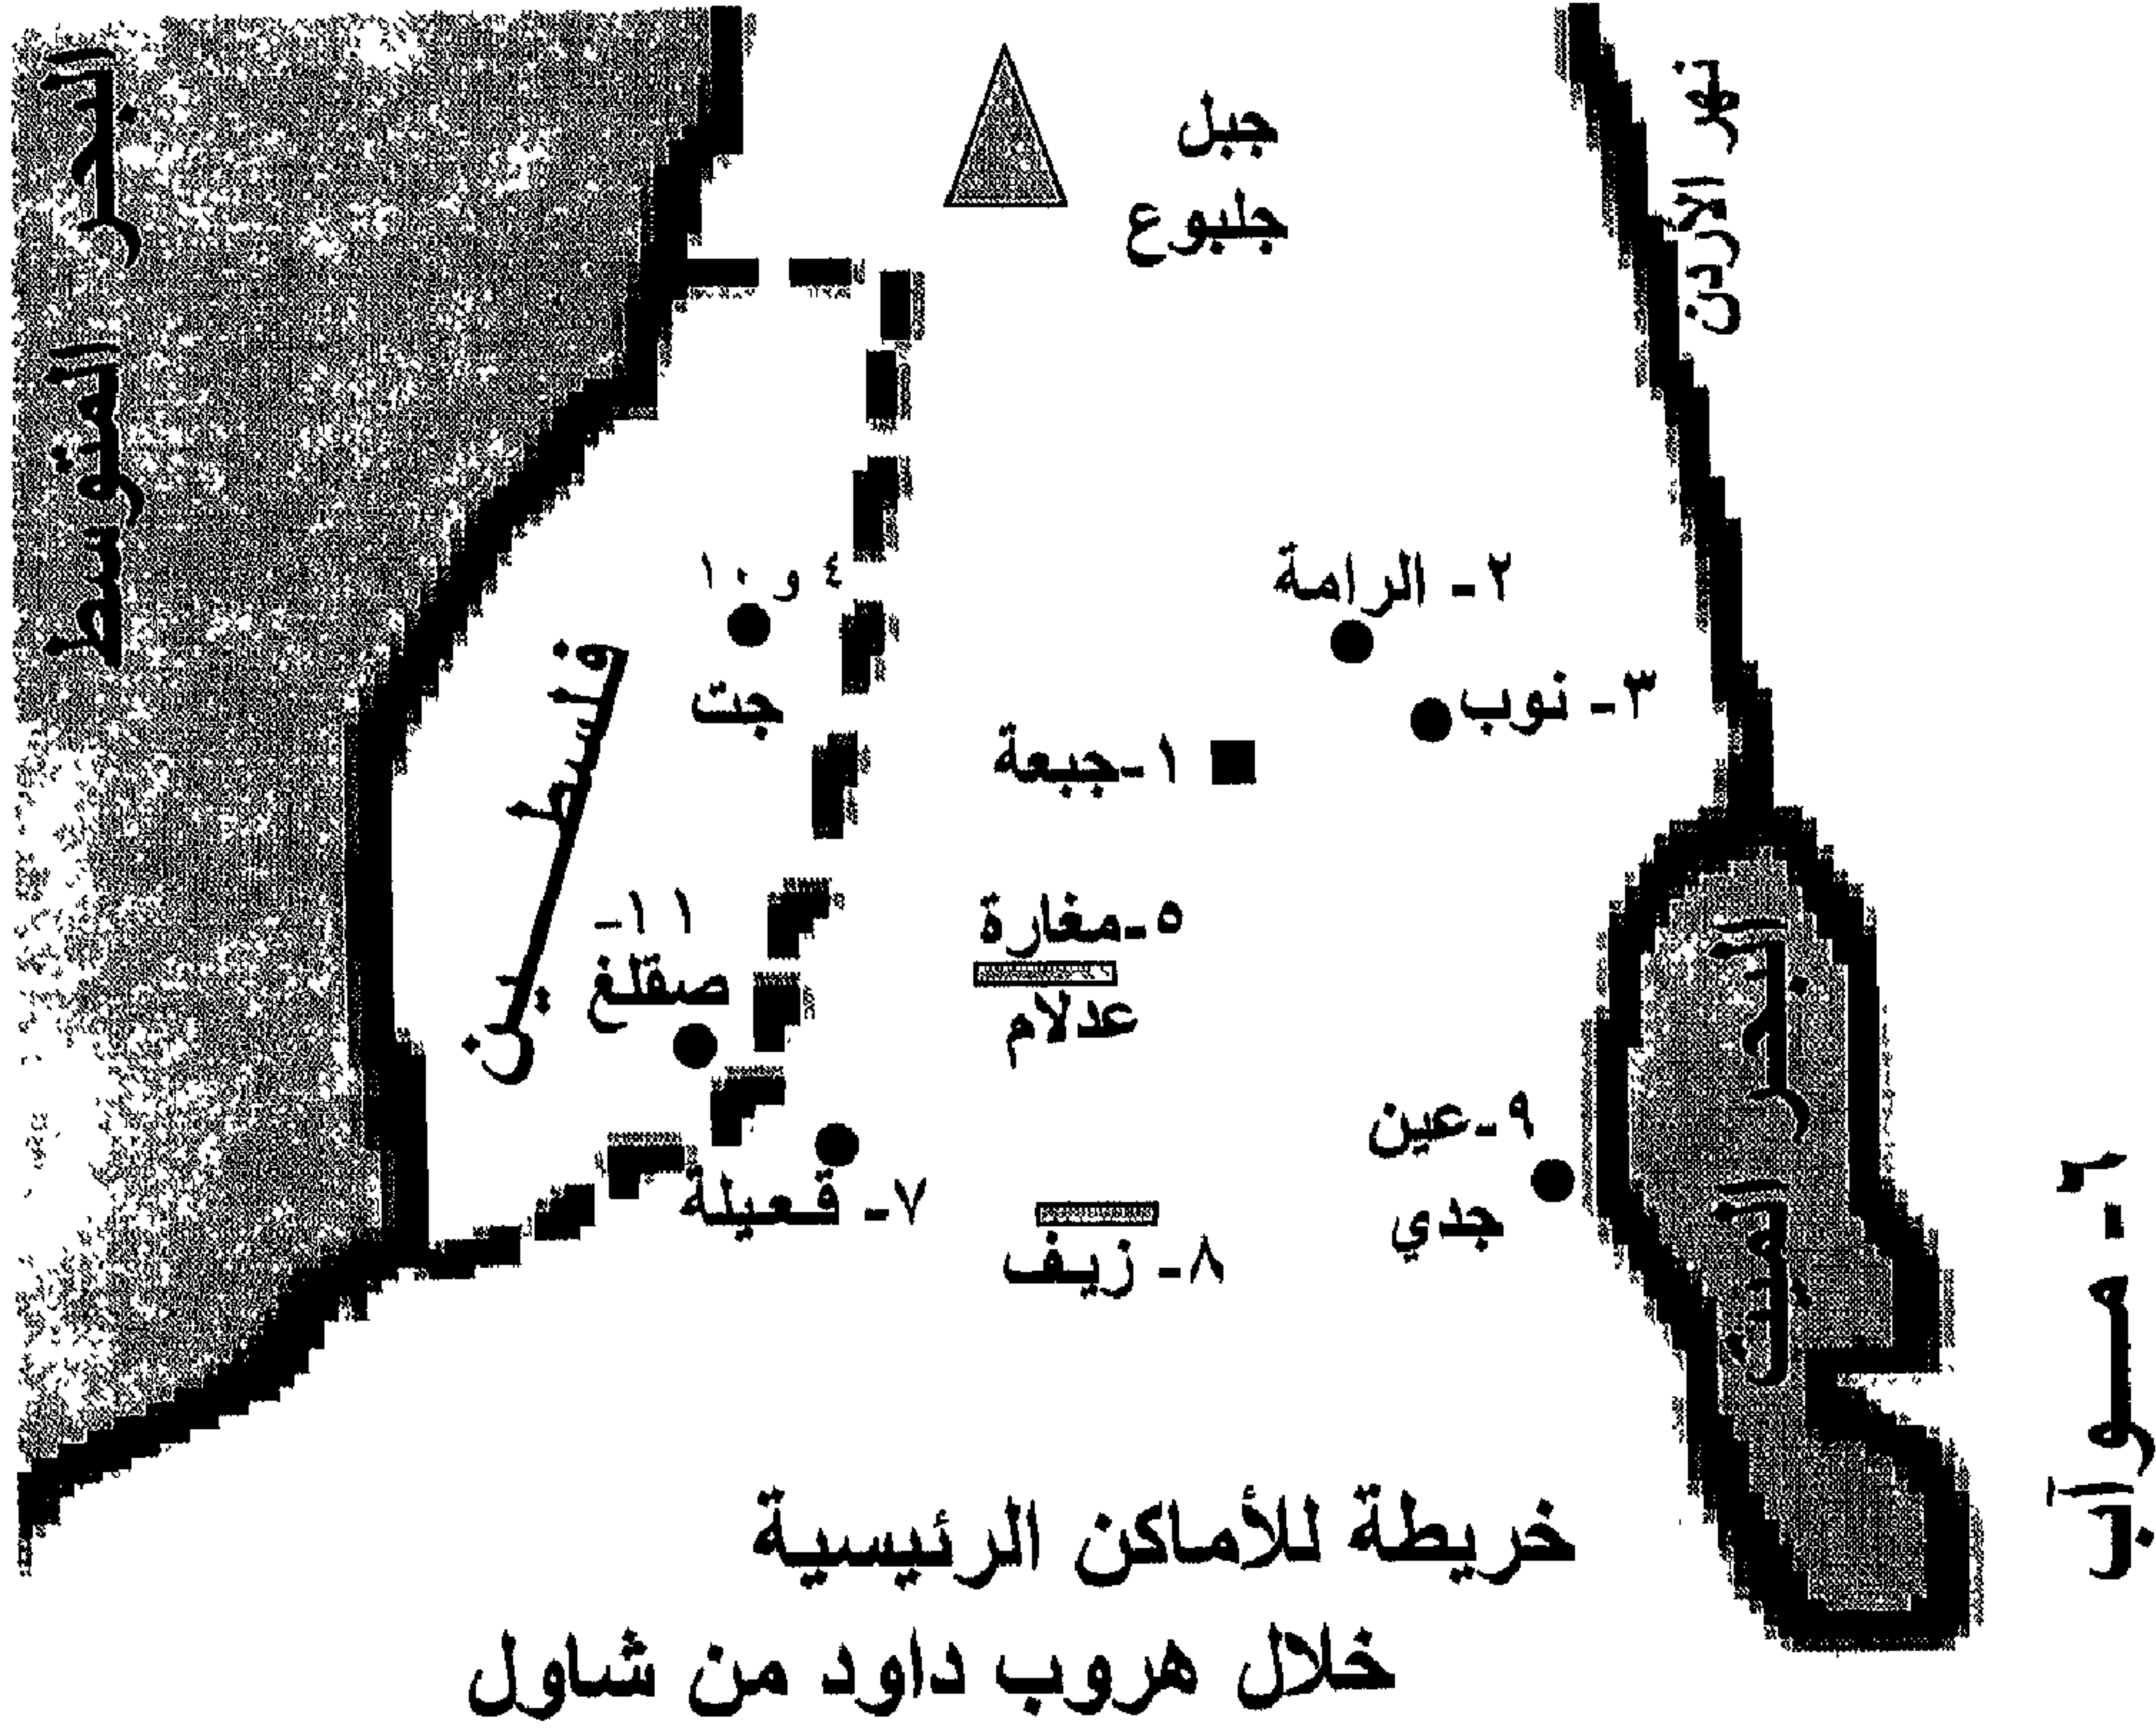 البحر المتوسط
جبل
جلبوع
نهر الأردن
٤ و ١٠
جت
٢- الرامة
٣- نوب
١-جبعة
فلسطين
٥-مغارة
عدلام
١١-
صقلغ
٩-عين
جدي
٧- قعيلة
٨- زيف
البحر الميت
٦- موآب
خريطة للأماكن الرئيسية
خلال هروب داود من شاول